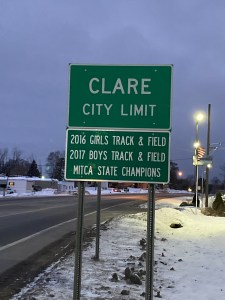 CLARE
CITY LIMIT
2016 GIRLS TRACK & FIELD
2017 BOYS TRACK & FIELD
MITCA STATE CHAMPIONS